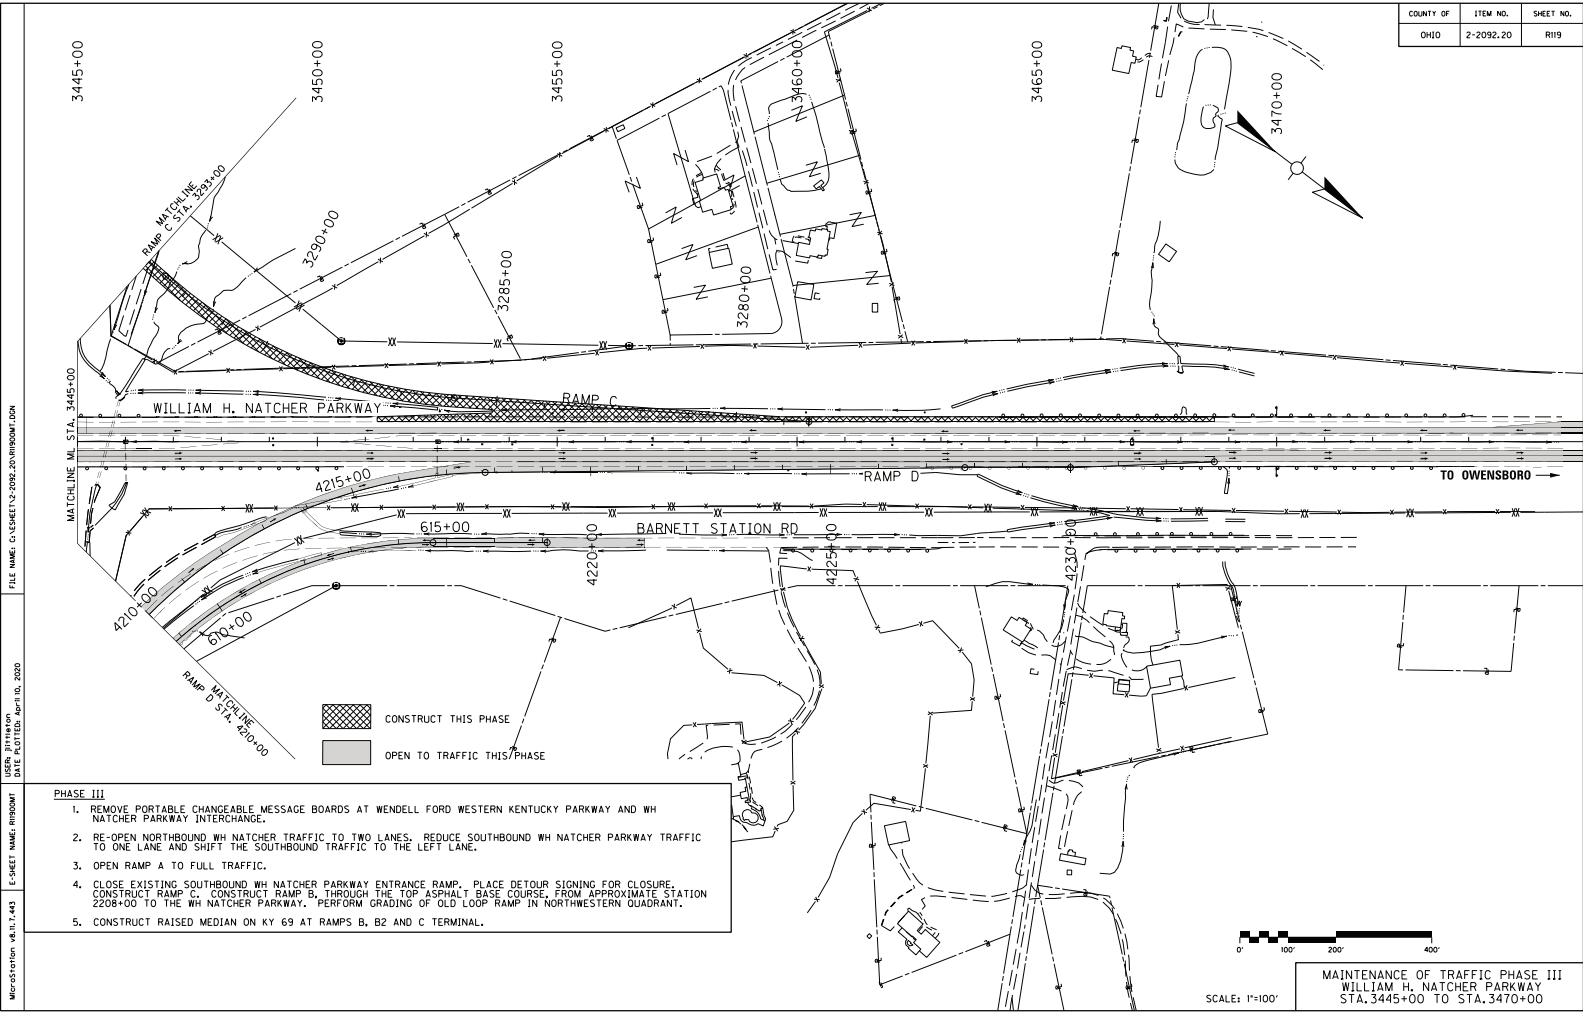 COUNTY OF ITEM NO. SHEET NO.
OHIO 2-2092.20 R119
3445+00
3450+00
3455+00
3460+00
3465+00
3470+00
MATCHLINE
RAMP C STA. 3293+00
3290+00
3285+00
3280+00
MATCHLINE ML STA. 3445+00
WILLIAM H. NATCHER PARKWAY
RAMP C
4215+00
RAMP D
TO OWENSBORO
615+00
BARNETT STATION RD
4220+00
4225+00
4230+00
4210+00
610+00
MATCHLINE
RAMP D STA. 4210+00
CONSTRUCT THIS PHASE
OPEN TO TRAFFIC THIS PHASE
PHASE III
1. REMOVE PORTABLE CHANGEABLE MESSAGE BOARDS AT WENDELL FORD WESTERN KENTUCKY PARKWAY AND WH
NATCHER PARKWAY INTERCHANGE.
2. RE-OPEN NORTHBOUND WH NATCHER TRAFFIC TO TWO LANES. REDUCE SOUTHBOUND WH NATCHER PARKWAY TRAFFIC
TO ONE LANE AND SHIFT THE SOUTHBOUND TRAFFIC TO THE LEFT LANE.
3. OPEN RAMP A TO FULL TRAFFIC.
4. CLOSE EXISTING SOUTHBOUND WH NATCHER PARKWAY ENTRANCE RAMP. PLACE DETOUR SIGNING FOR CLOSURE.
CONSTRUCT RAMP C. CONSTRUCT RAMP B, THROUGH THE TOP ASPHALT BASE COURSE, FROM APPROXIMATE STATION
2208+00 TO THE WH NATCHER PARKWAY. PERFORM GRADING OF OLD LOOP RAMP IN NORTHWESTERN QUADRANT.
5. CONSTRUCT RAISED MEDIAN ON KY 69 AT RAMPS B, B2 AND C TERMINAL.
0' 100' 200' 400'
SCALE: 1"=100'
MAINTENANCE OF TRAFFIC PHASE III
WILLIAM H. NATCHER PARKWAY
STA.3445+00 TO STA.3470+00
FILE NAME: C:\ESHEET\2-2092.20\R11900MT.DGN
DATE PLOTTED: April 10, 2020
E-SHEET NAME: R11900MT
MicroStation v8.11.7.443